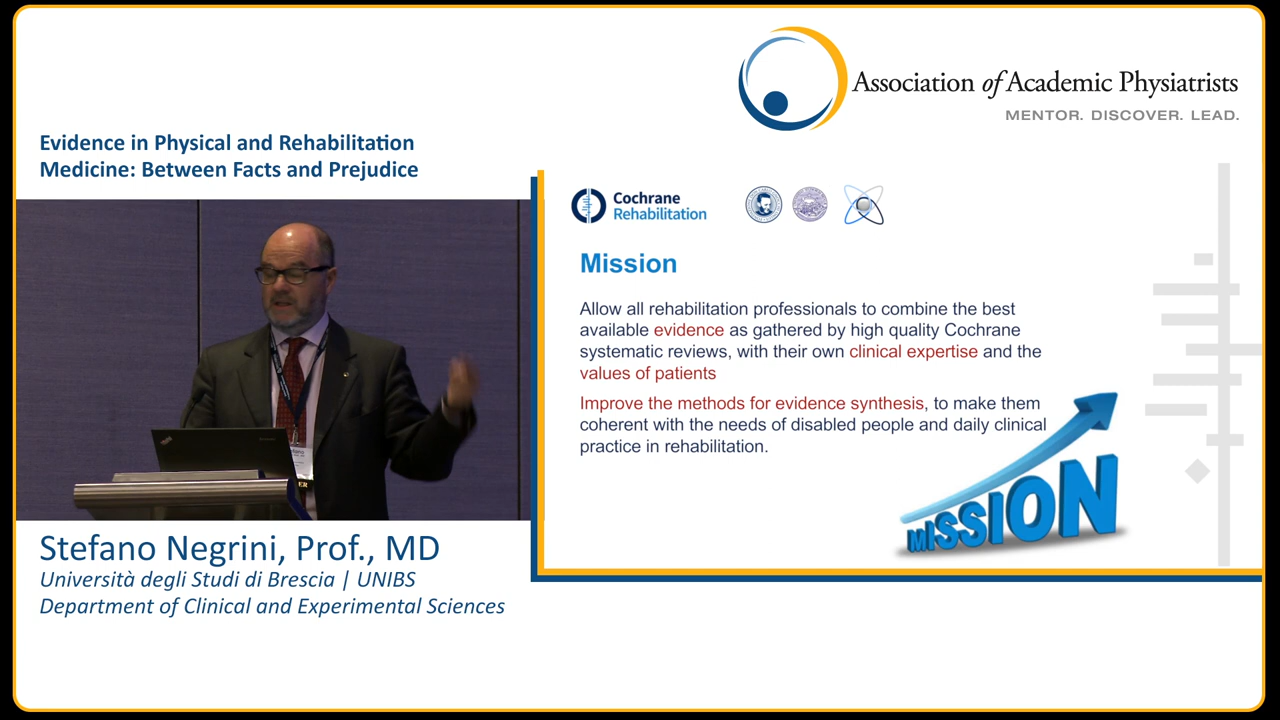 Association of Academic Physiatrists
MENTOR. DISCOVER. LEAD.
Evidence in Physical and Rehabilitation
Medicine: Between Facts and Prejudice
Cochrane
Rehabilitation
Mission
Allow all rehabilitation professionals to combine the best
available evidence as gathered by high quality Cochrane
systematic reviews, with their own clinical expertise and the
values of patients
Improve the methods for evidence synthesis, to make them
coherent with the needs of disabled people and daily clinical
practice in rehabilitation.
MISSION
Stefano Negrini, Prof., MD
Università degli Studi di Brescia | UNIBS
Department of Clinical and Experimental Sciences